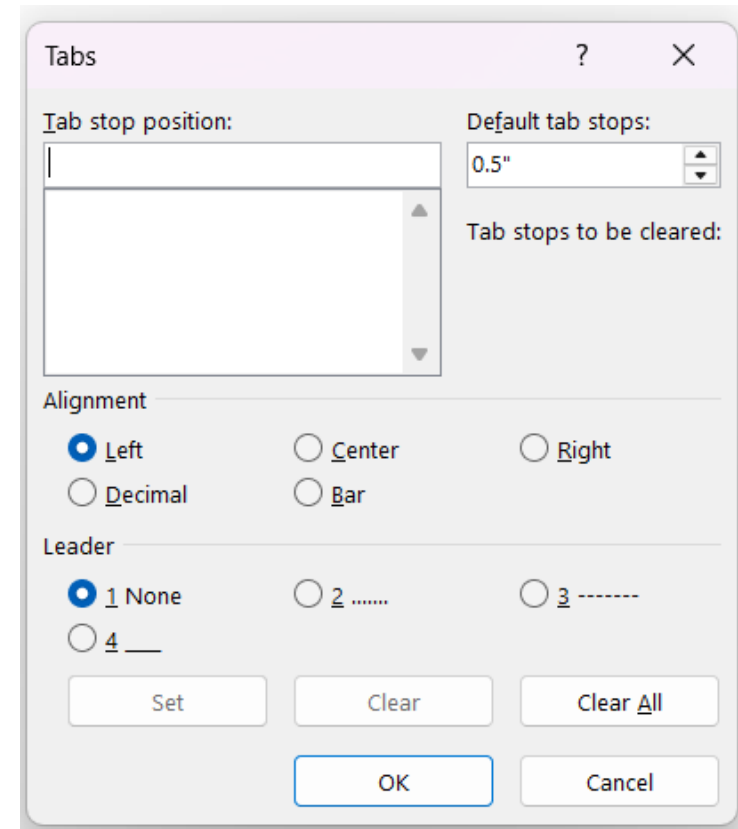 Tabs ?
Tab stop position: Default tab stops:
0.5"
Tab stops to be cleared:
Alignment
Left Center Right
Decimal Bar
Leader
1 None 2 ....... 3 -------
4 ___
Set Clear Clear All
OK Cancel